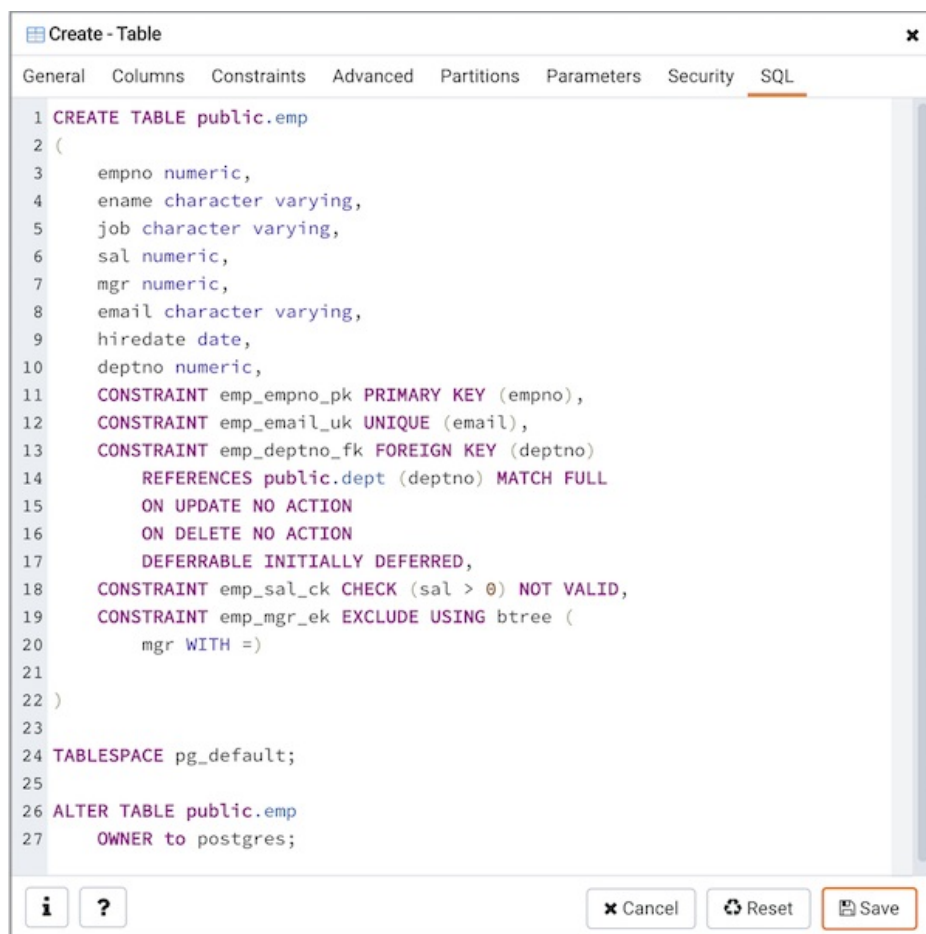 Create - Table
General Columns Constraints Advanced Partitions Parameters Security SQL
1 CREATE TABLE public.emp
2 (
3     empno numeric,
4     ename character varying,
5     job character varying,
6     sal numeric,
7     mgr numeric,
8     email character varying,
9     hiredate date,
10     deptno numeric,
11     CONSTRAINT emp_empno_pk PRIMARY KEY (empno),
12     CONSTRAINT emp_email_uk UNIQUE (email),
13     CONSTRAINT emp_deptno_fk FOREIGN KEY (deptno)
14         REFERENCES public.dept (deptno) MATCH FULL
15         ON UPDATE NO ACTION
16         ON DELETE NO ACTION
17         DEFERRABLE INITIALLY DEFERRED,
18     CONSTRAINT emp_sal_ck CHECK (sal > 0) NOT VALID,
19     CONSTRAINT emp_mgr_ek EXCLUDE USING btree (
20         mgr WITH =)
21
22 )
23
24 TABLESPACE pg_default;
25
26 ALTER TABLE public.emp
27     OWNER to postgres;
i ? Cancel Reset Save